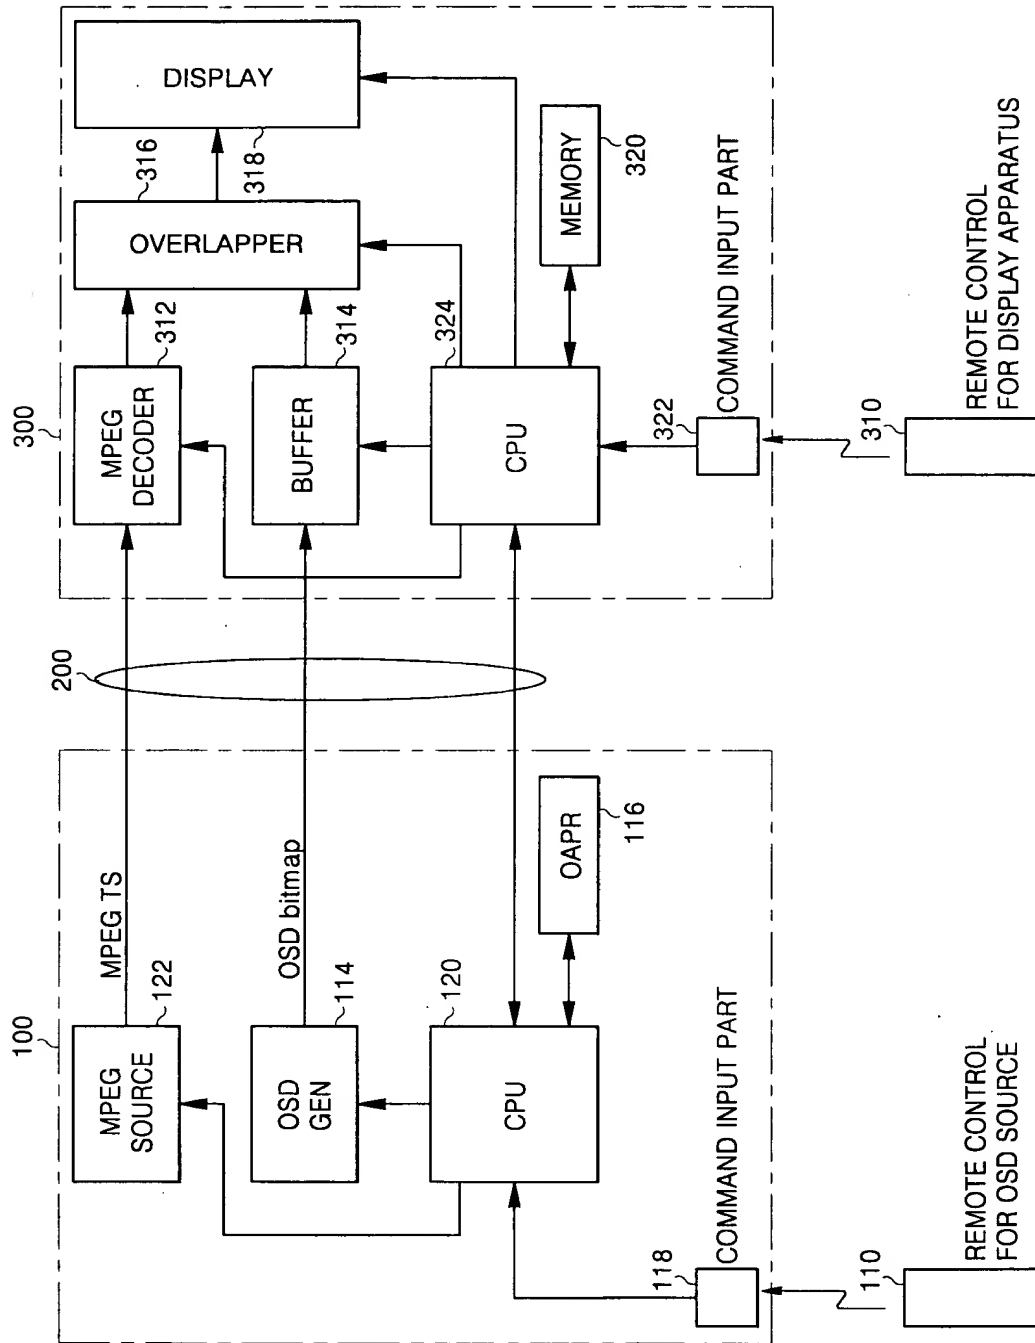 100
MPEG
SOURCE
122
MPEG TS
OSD
GEN
114
OSD bitmap
CPU
120
OAPR
116
118
COMMAND INPUT PART
110
REMOTE CONTROL
FOR OSD SOURCE
200
300
MPEG
DECODER
312
BUFFER
314
OVERLAPPER
316
DISPLAY
318
CPU
324
MEMORY
320
322
COMMAND INPUT PART
310
REMOTE CONTROL
FOR DISPLAY APPARATUS